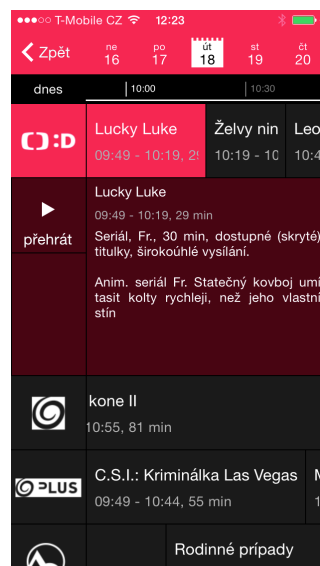 T-Mobile CZ 12:23
Zpět
ne po út st čt
16 17 18 19 20
dnes 10:00 10:30
:D
Lucky Luke Želvy nin Leo
09:49 - 10:19, 29 10:19 - 10 10:4
Lucky Luke
09:49 - 10:19, 29 min
přehrát
Seriál, Fr., 30 min, dostupné (skryté)
titulky, širokoúhlé vysílání.
Anim. seriál Fr. Statečný kovboj umí
tasit kolty rychleji, než jeho vlastní
stín
kone II
10:55, 81 min
PLUS
C.S.I.: Kriminálka Las Vegas
09:49 - 10:44, 55 min
Rodinné prípady